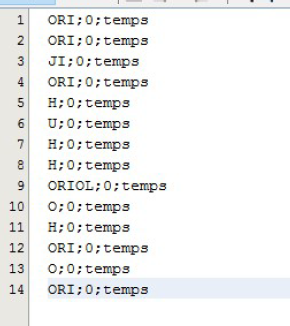 1 ORI;0;temps
2 ORI;0;temps
3 JI;0;temps
4 ORI;0;temps
5 H;0;temps
6 U;0;temps
7 H;0;temps
8 H;0;temps
9 ORIOL;0;temps
10 O;0;temps
11 H;0;temps
12 ORI;0;temps
13 O;0;temps
14 ORI;0;temps